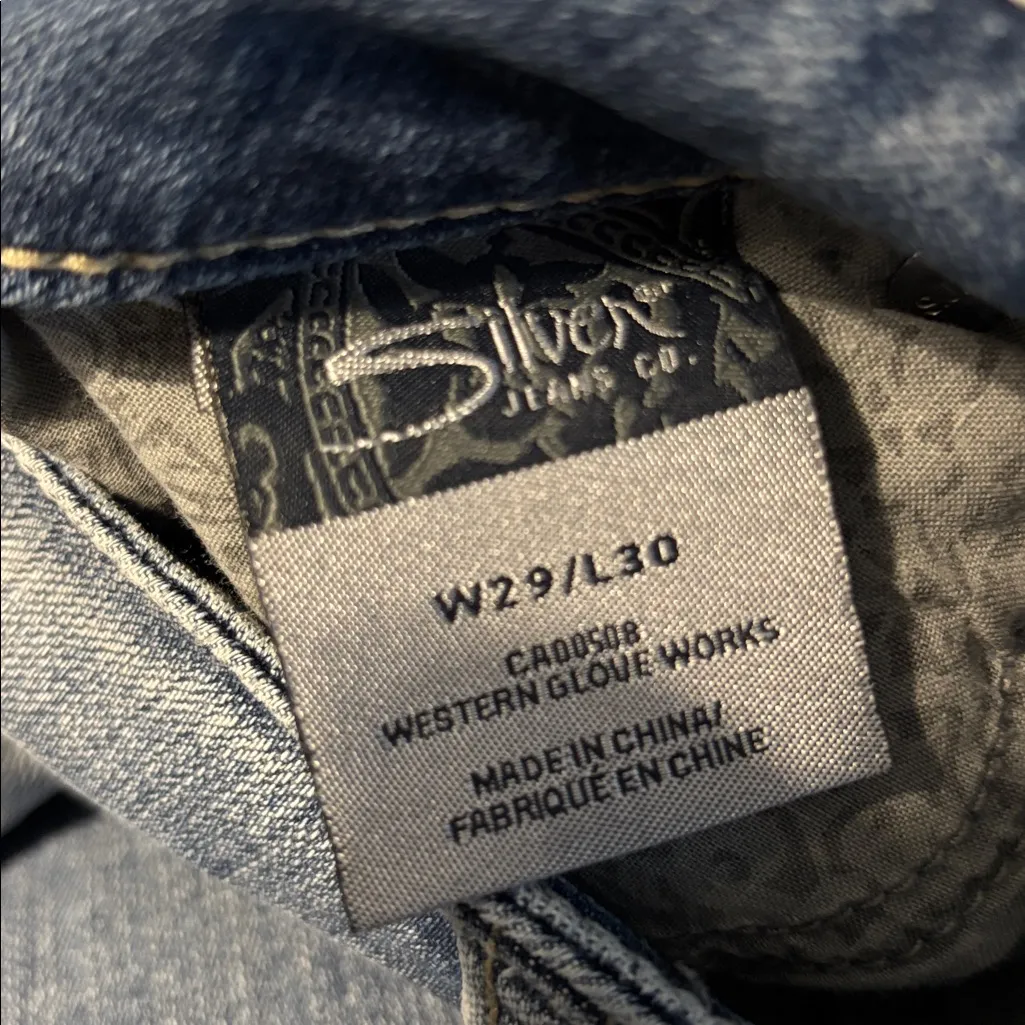 Silver
JEANS CO.
W29/L30
CA00508
WESTERN GLOVE WORKS
MADE IN CHINA/
FABRIQUÉ EN CHINE